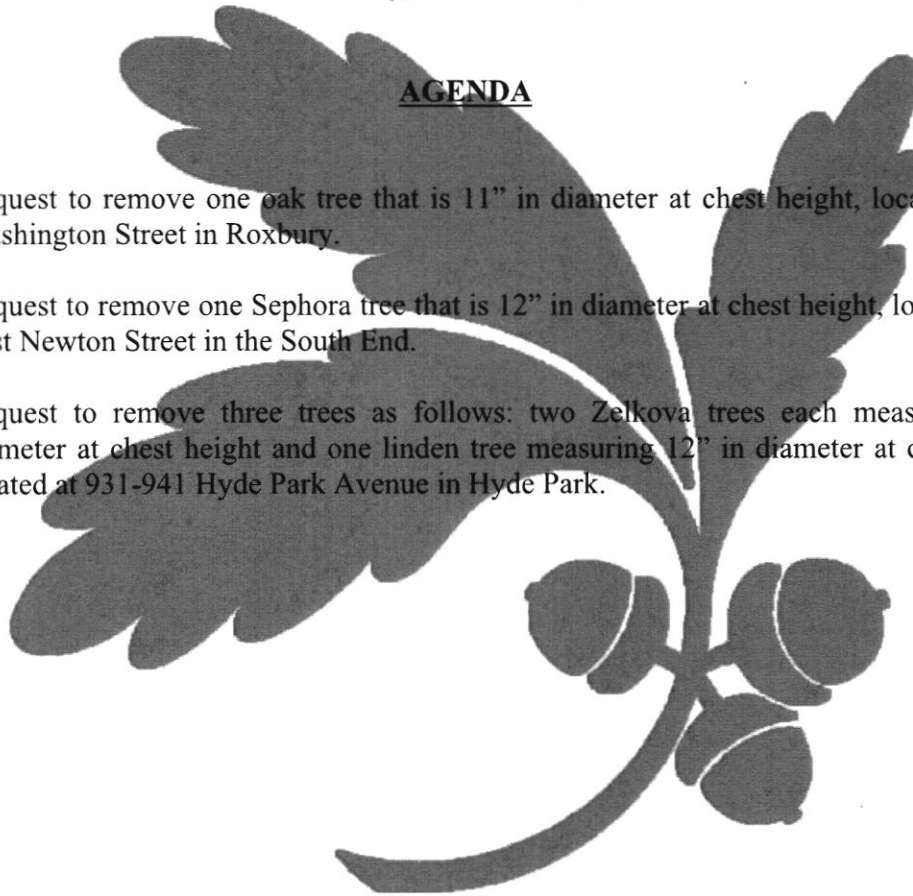 AGENDA
quest to remove one oak tree that is 11” in diameter at chest height, loca
ashington Street in Roxbury.
quest to remove one Sephora tree that is 12” in diameter at chest height, lo
st Newton Street in the South End.
quest to remove three trees as follows: two Zelkova trees each meas
meter at chest height and one linden tree measuring 12” in diameter at c
ated at 931-941 Hyde Park Avenue in Hyde Park.